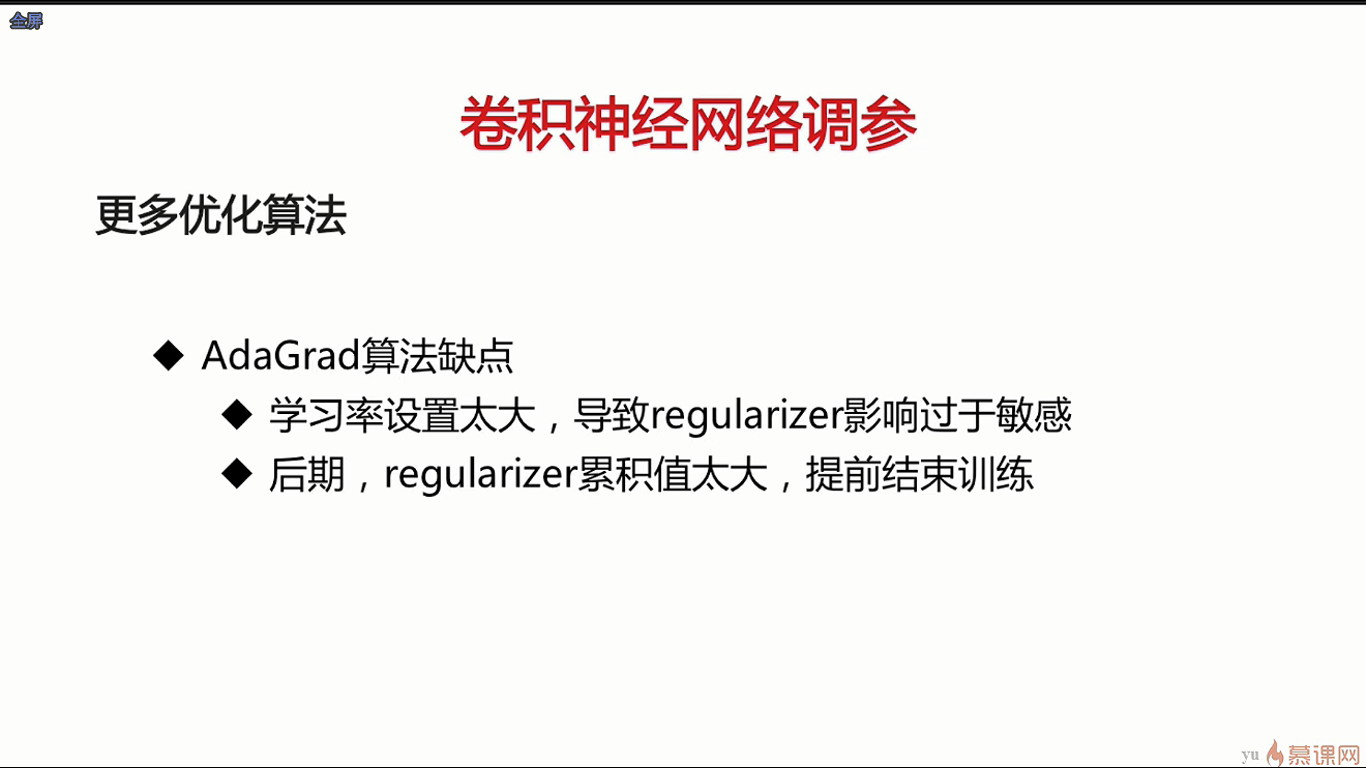 全屏
卷积神经网络调参
更多优化算法
◆ AdaGrad算法缺点
◆ 学习率设置太大，导致regularizer影响过于敏感
◆ 后期，regularizer累积值太大，提前结束训练
yu 慕课网